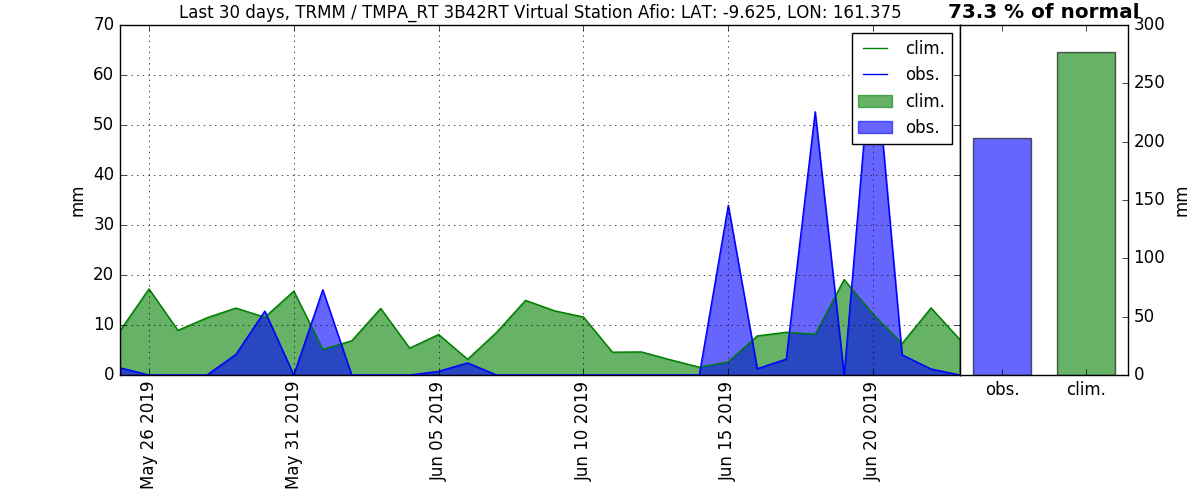 Last 30 days, TRMM / TMPA_RT 3B42RT Virtual Station Afio: LAT: -9.625, LON: 161.375
73.3 % of normal
70
60
50
40
30
20
10
0
mm
clim.
obs.
clim.
obs.
May 26 2019
May 31 2019
Jun 05 2019
Jun 10 2019
Jun 15 2019
Jun 20 2019
300
250
200
150
100
50
0
mm
obs.
clim.